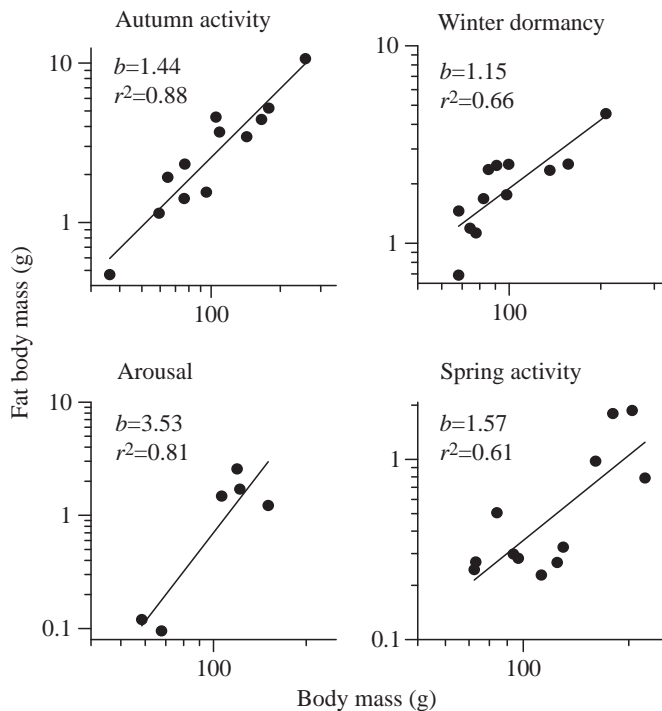 Autumn activity
10
b=1.44
r²=0.88
1
100
Winter dormancy
10
b=1.15
r²=0.66
1
100
Fat body mass (g)
Arousal
10
b=3.53
r²=0.81
1
0.1
100
Spring activity
b=1.57
r²=0.61
1
0.1
100
Body mass (g)